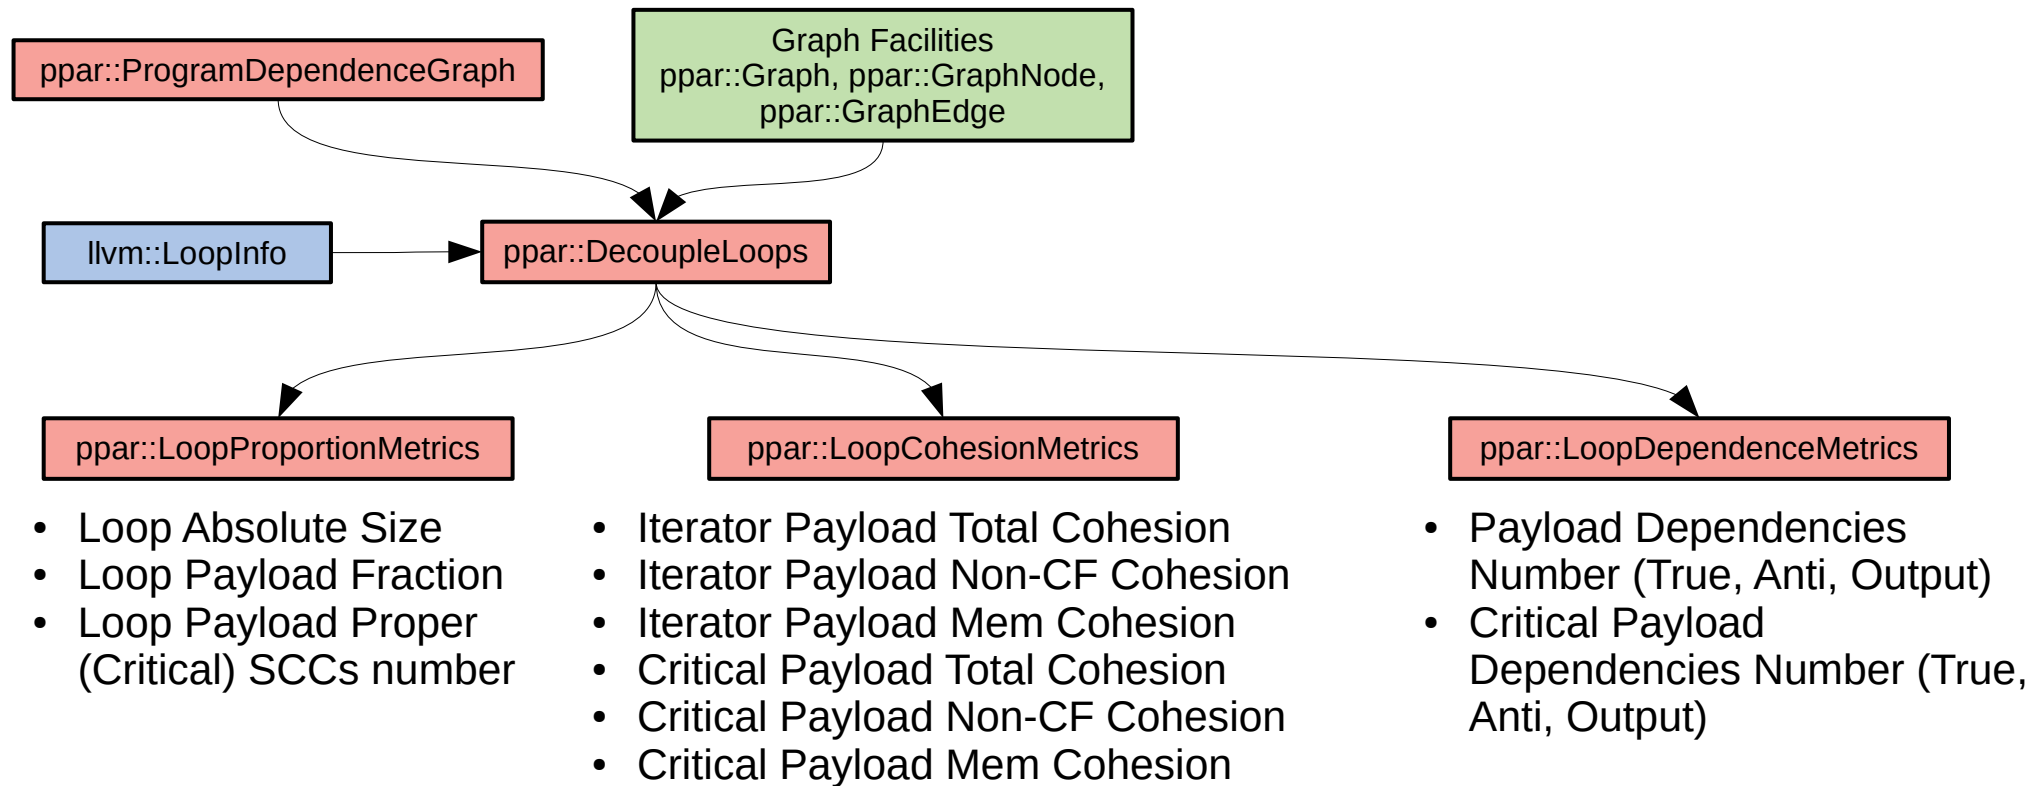 ppar::ProgramDependenceGraph
Graph Facilities
ppar::Graph, ppar::GraphNode,
ppar::GraphEdge
llvm::LoopInfo
ppar::DecoupleLoops
ppar::LoopProportionMetrics
ppar::LoopCohesionMetrics
ppar::LoopDependenceMetrics
• Loop Absolute Size
• Loop Payload Fraction
• Loop Payload Proper
(Critical) SCCs number
• Iterator Payload Total Cohesion
• Iterator Payload Non-CF Cohesion
• Iterator Payload Mem Cohesion
• Critical Payload Total Cohesion
• Critical Payload Non-CF Cohesion
• Critical Payload Mem Cohesion
• Payload Dependencies
Number (True, Anti, Output)
• Critical Payload
Dependencies Number (True,
Anti, Output)